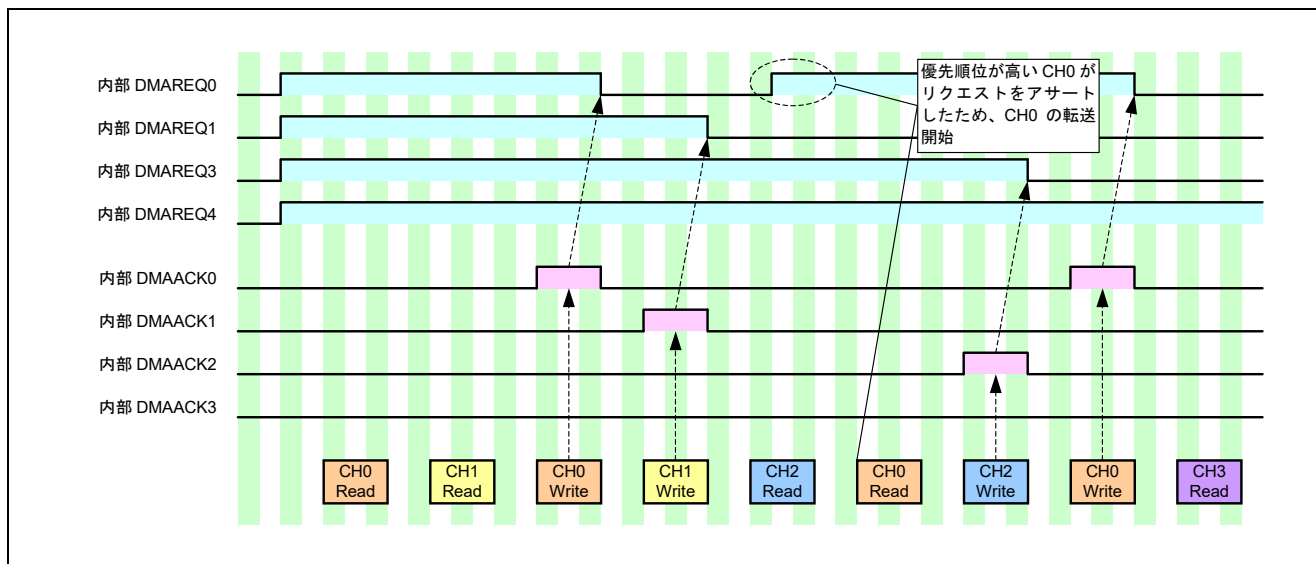 内部 DMAREQ0
内部 DMAREQ1
内部 DMAREQ3
内部 DMAREQ4
優先順位が高い CH0 が
リクエストをアサート
したため、CH0 の転送
開始
内部 DMAACK0
内部 DMAACK1
内部 DMAACK2
内部 DMAACK3
CH0
Read
CH1
Read
CH0
Write
CH1
Write
CH2
Read
CH0
Read
CH2
Write
CH0
Write
CH3
Read